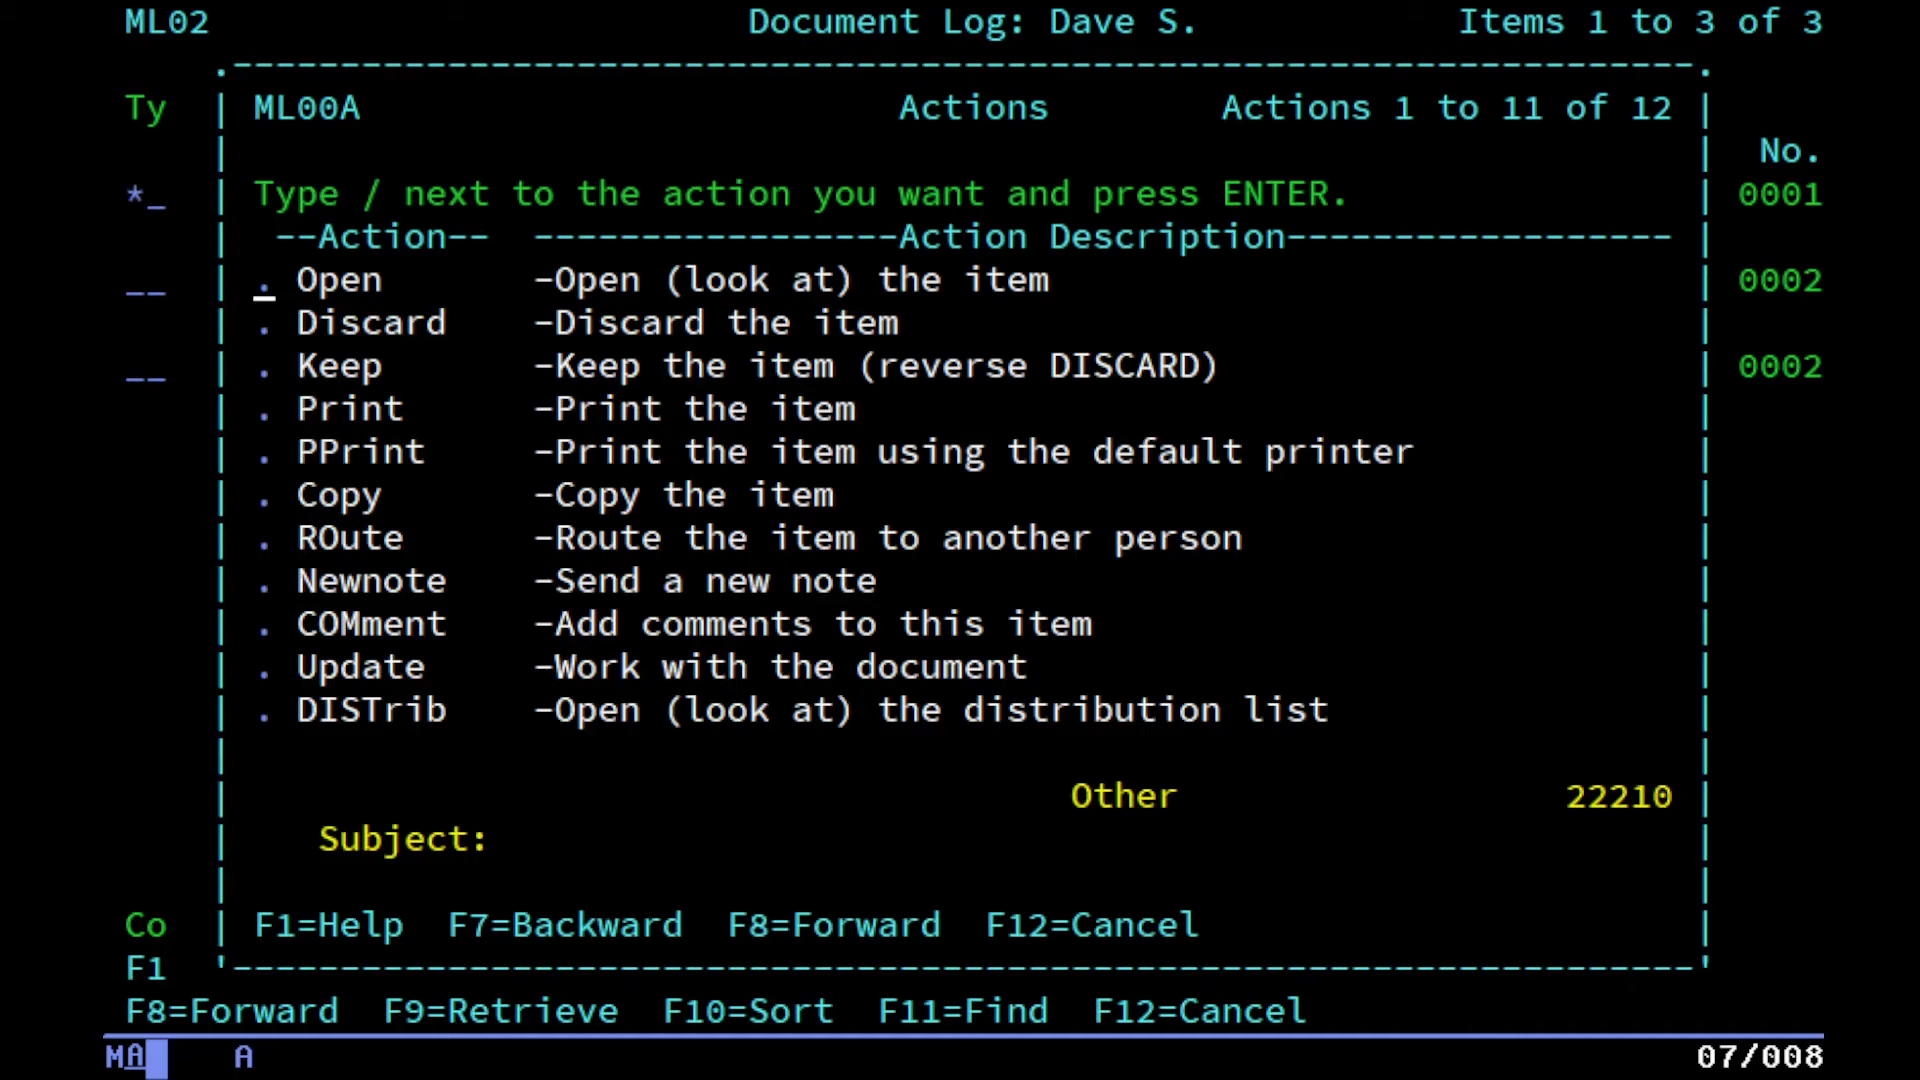 ML02 Document Log: Dave S. Items 1 to 3 of 3
.--------------------------------------------------------------------.
Ty | ML00A Actions Actions 1 to 11 of 12 |
| | No.
*_ | Type / next to the action you want and press ENTER. | 0001
| --Action-- -----------------Action Description------------------ |
__ | . Open -Open (look at) the item | 0002
| . Discard -Discard the item |
__ | . Keep -Keep the item (reverse DISCARD) | 0002
| . Print -Print the item |
| . PPrint -Print the item using the default printer |
| . Copy -Copy the item |
| . ROute -Route the item to another person |
| . Newnote -Send a new note |
| . COMment -Add comments to this item |
| . Update -Work with the document |
| . DISTrib -Open (look at) the distribution list |
| |
| Other 22210 |
| Subject: |
| |
Co | F1=Help F7=Backward F8=Forward F12=Cancel |
F1 '--------------------------------------------------------------------'
F8=Forward F9=Retrieve F10=Sort F11=Find F12=Cancel
MA A 07/008